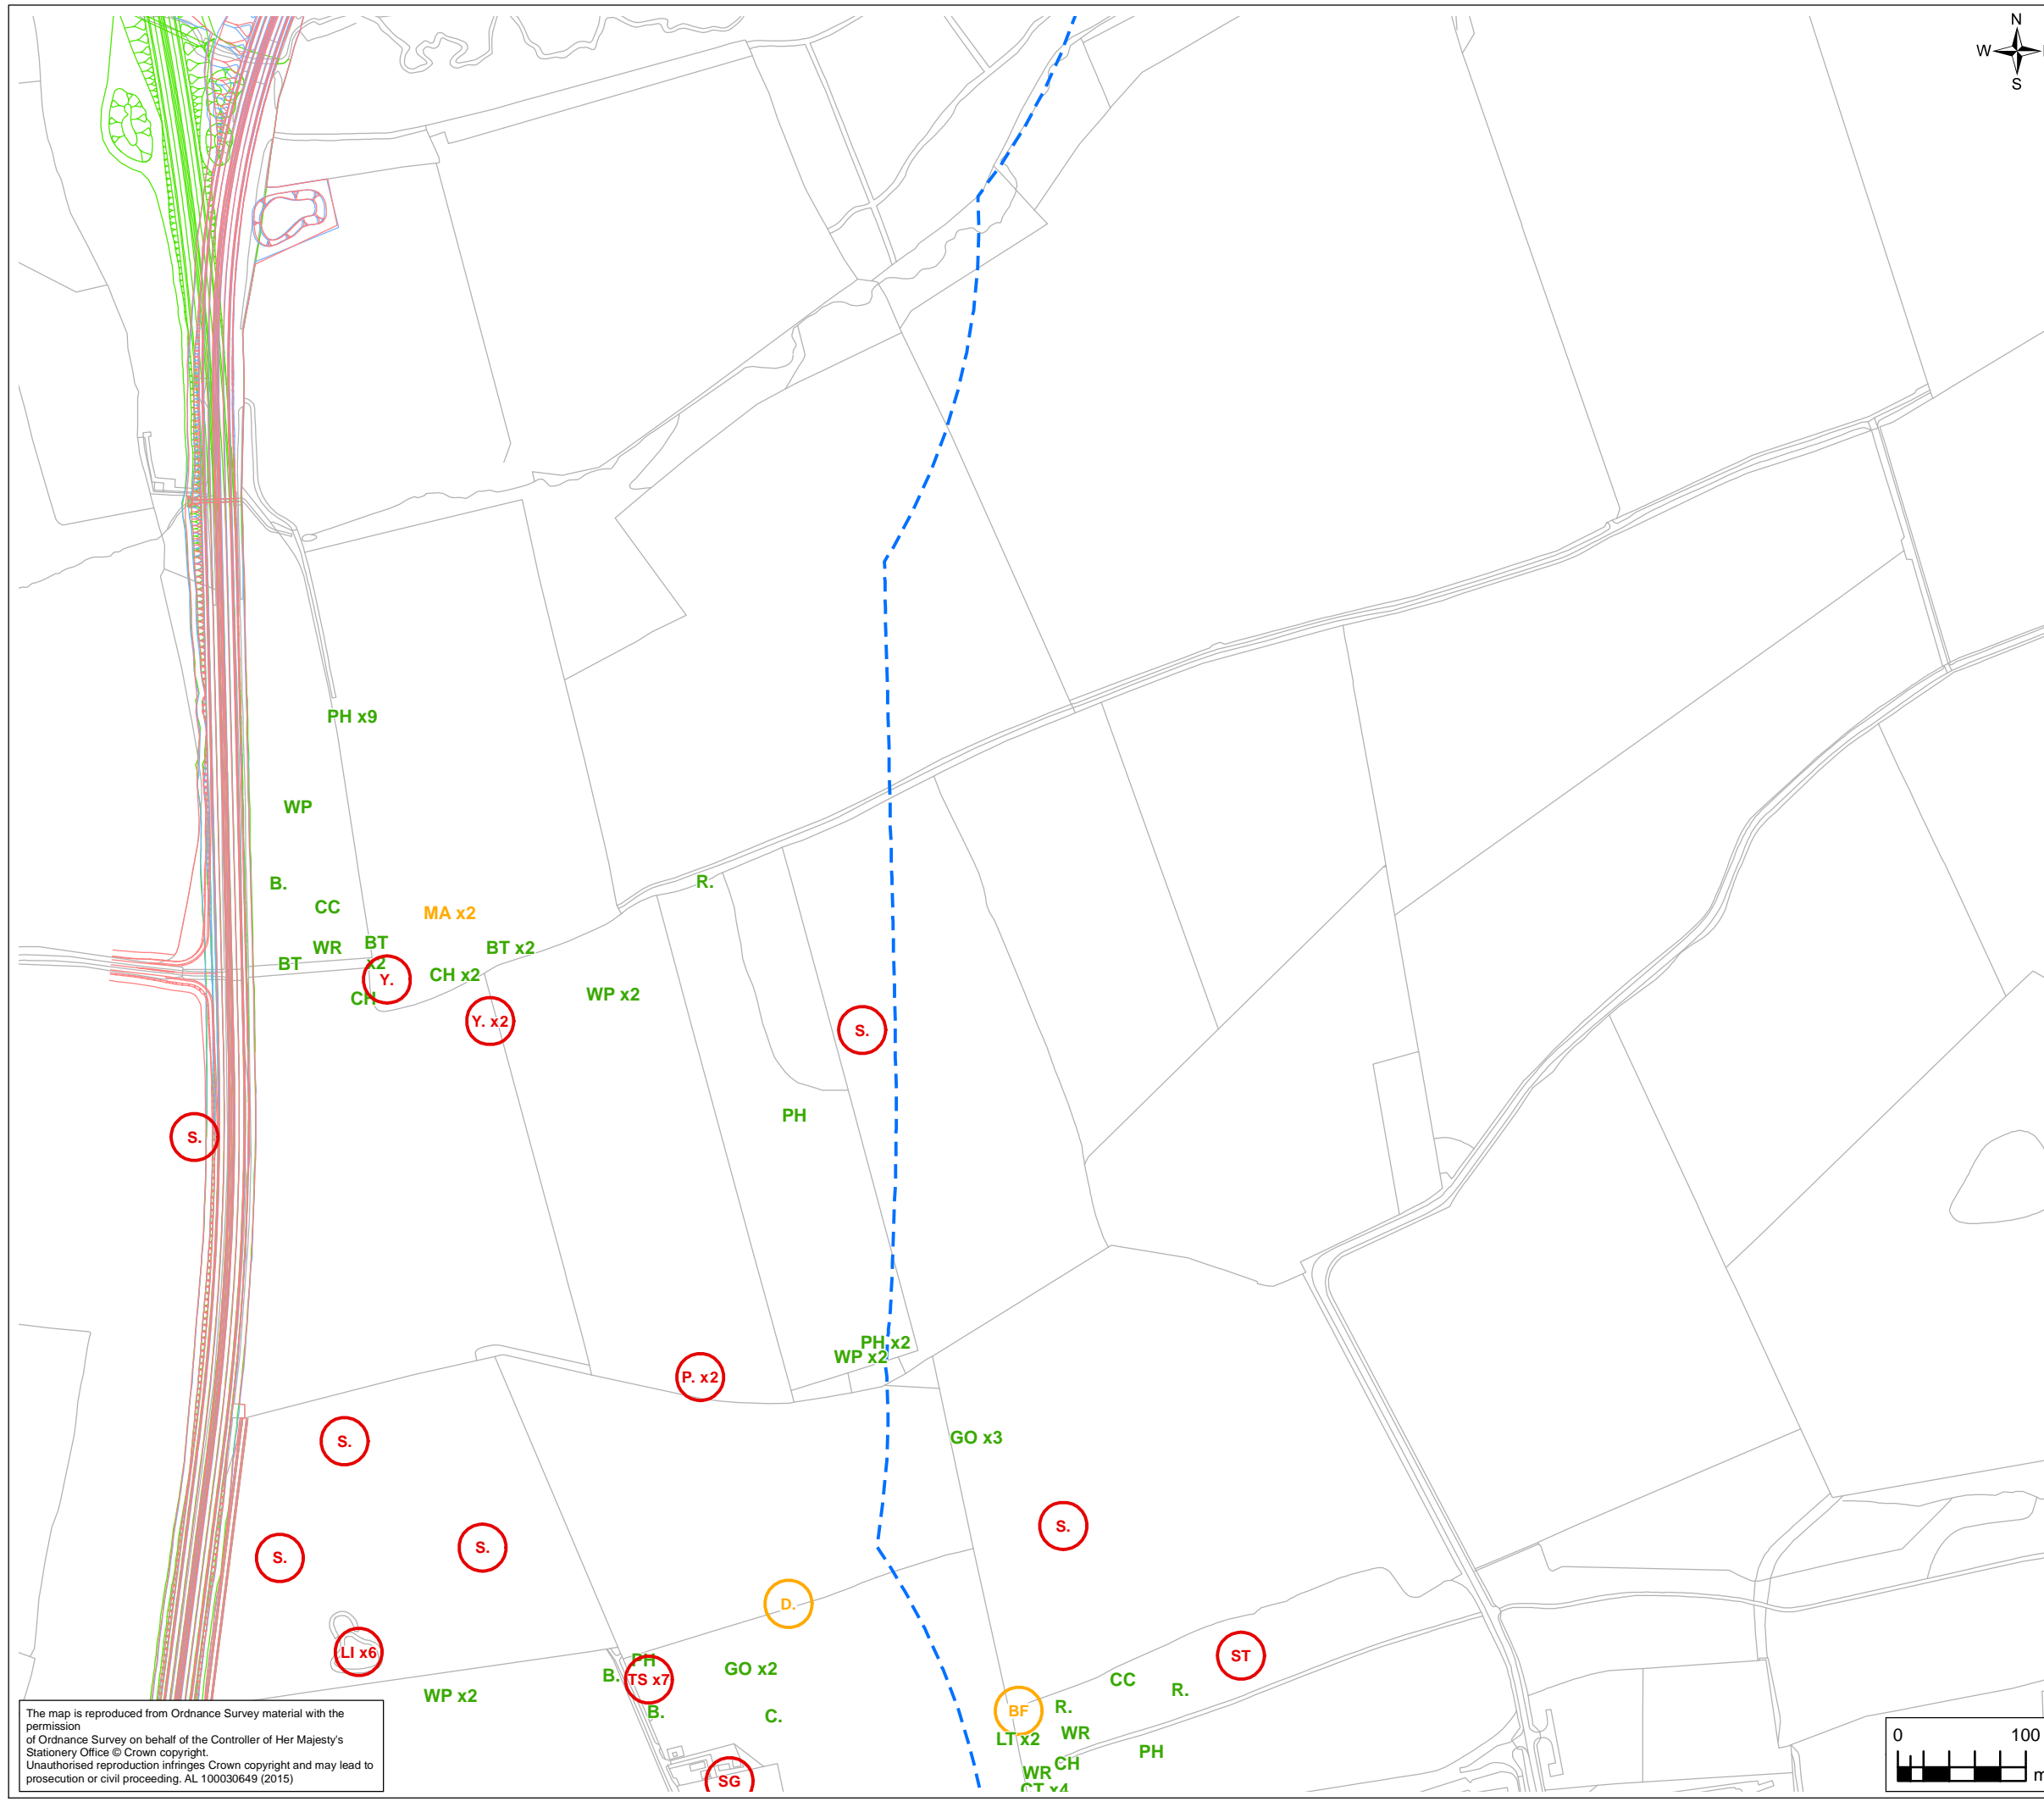 N
W
S
PH x9
WP
B.
R.
CC
MA x2
BT
WR
BT x2
BT
x2
CH x2
Y.
WP x2
CH
Y. x2
S.
PH
S.
PH x2
WP x2
P. x2
GO x3
S.
S.
S.
S.
D.
LI x6
PH
ST
GO x2
B.
TS x7
CC
R.
WP x2
R.
BF
B.
C.
WR
LT x2
PH
CH
WR
SG
CT x4
The map is reproduced from Ordnance Survey material with the
permission
of Ordnance Survey on behalf of the Controller of Her Majesty's
Stationery Office © Crown copyright.
Unauthorised reproduction infringes Crown copyright and may lead to
prosecution or civil proceeding. AL 100030649 (2015)
0 100
m